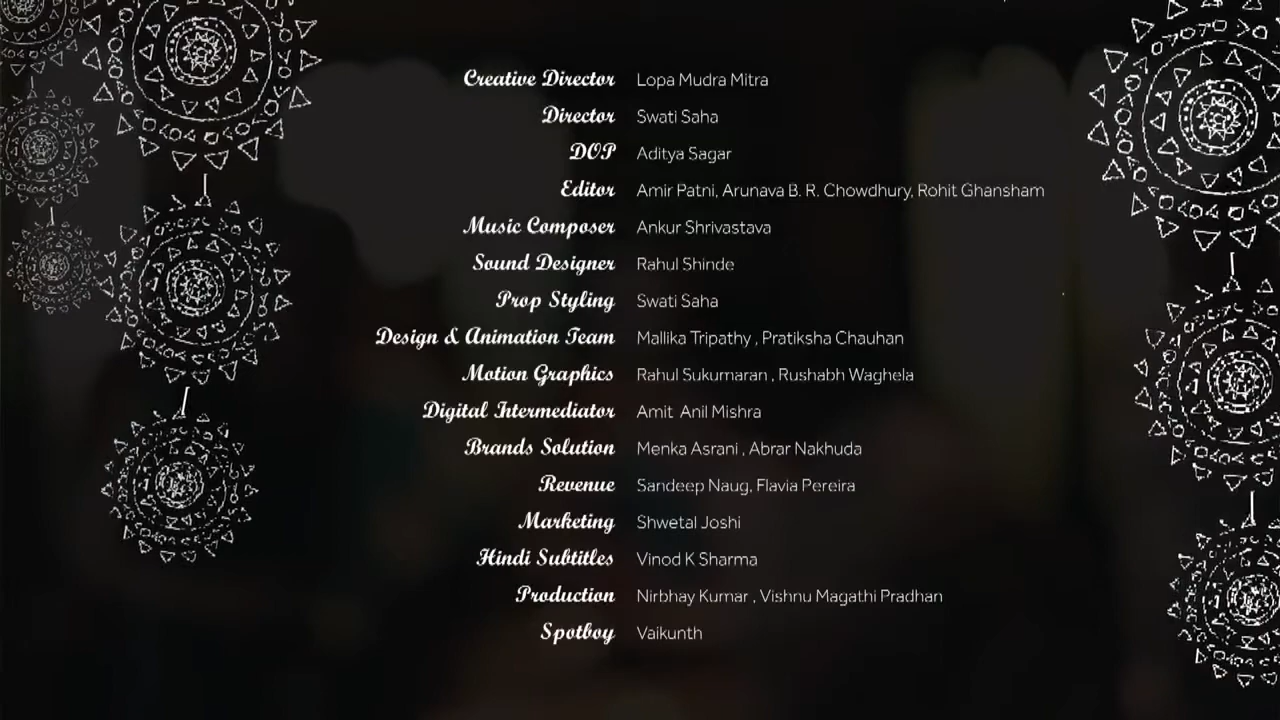 Creative Director Lopa Mudra Mitra
Director Swati Saha
DOP Aditya Sagar
Editor Amir Patni, Arunava B. R. Chowdhury, Rohit Ghansham
Music Composer Ankur Shrivastava
Sound Designer Rahul Shinde
Prop Styling Swati Saha
Design & Animation Team Mallika Tripathy , Pratiksha Chauhan
Motion Graphics Rahul Sukumaran , Rushabh Waghela
Digital Intermediator Amit Anil Mishra
Brands Solution Menka Asrani , Abrar Nakhuda
Revenue Sandeep Naug, Flavia Pereira
Marketing Shwetal Joshi
Hindi Subtitles Vinod K Sharma
Production Nirbhay Kumar , Vishnu Magathi Pradhan
Spotboy Vaikunth